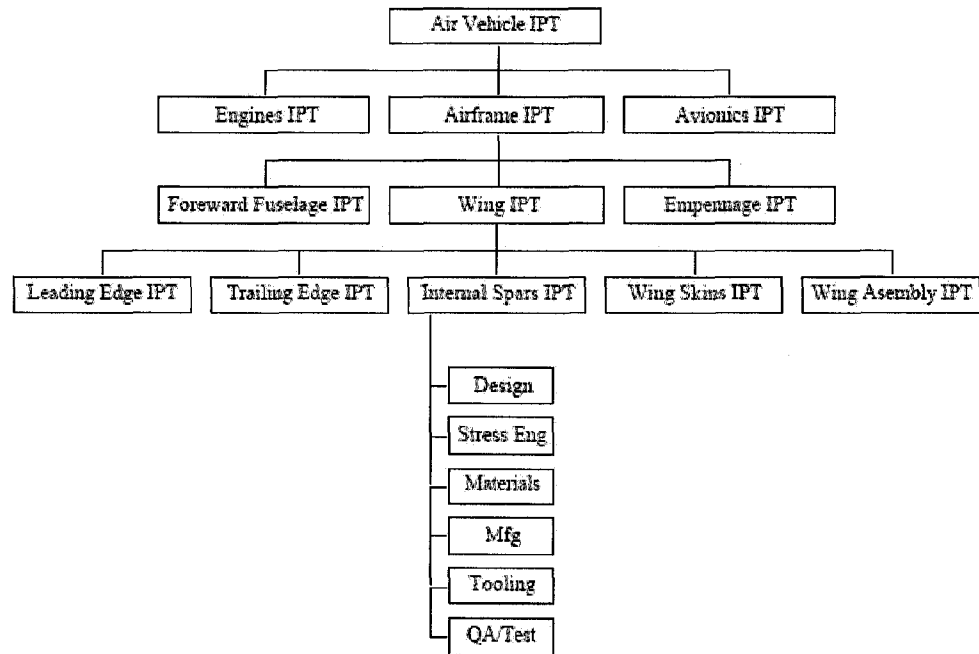 Air Vehicle IPT
Engines IPT
Airframe IPT
Avionics IPT
Foreward Fuselage IPT
Wing IPT
Empennage IPT
Leading Edge IPT
Trailing Edge IPT
Internal Spars IPT
Wing Skins IPT
Wing Asembly IPT
Design
Stress Eng
Materials
Mfg
Tooling
QA/Test